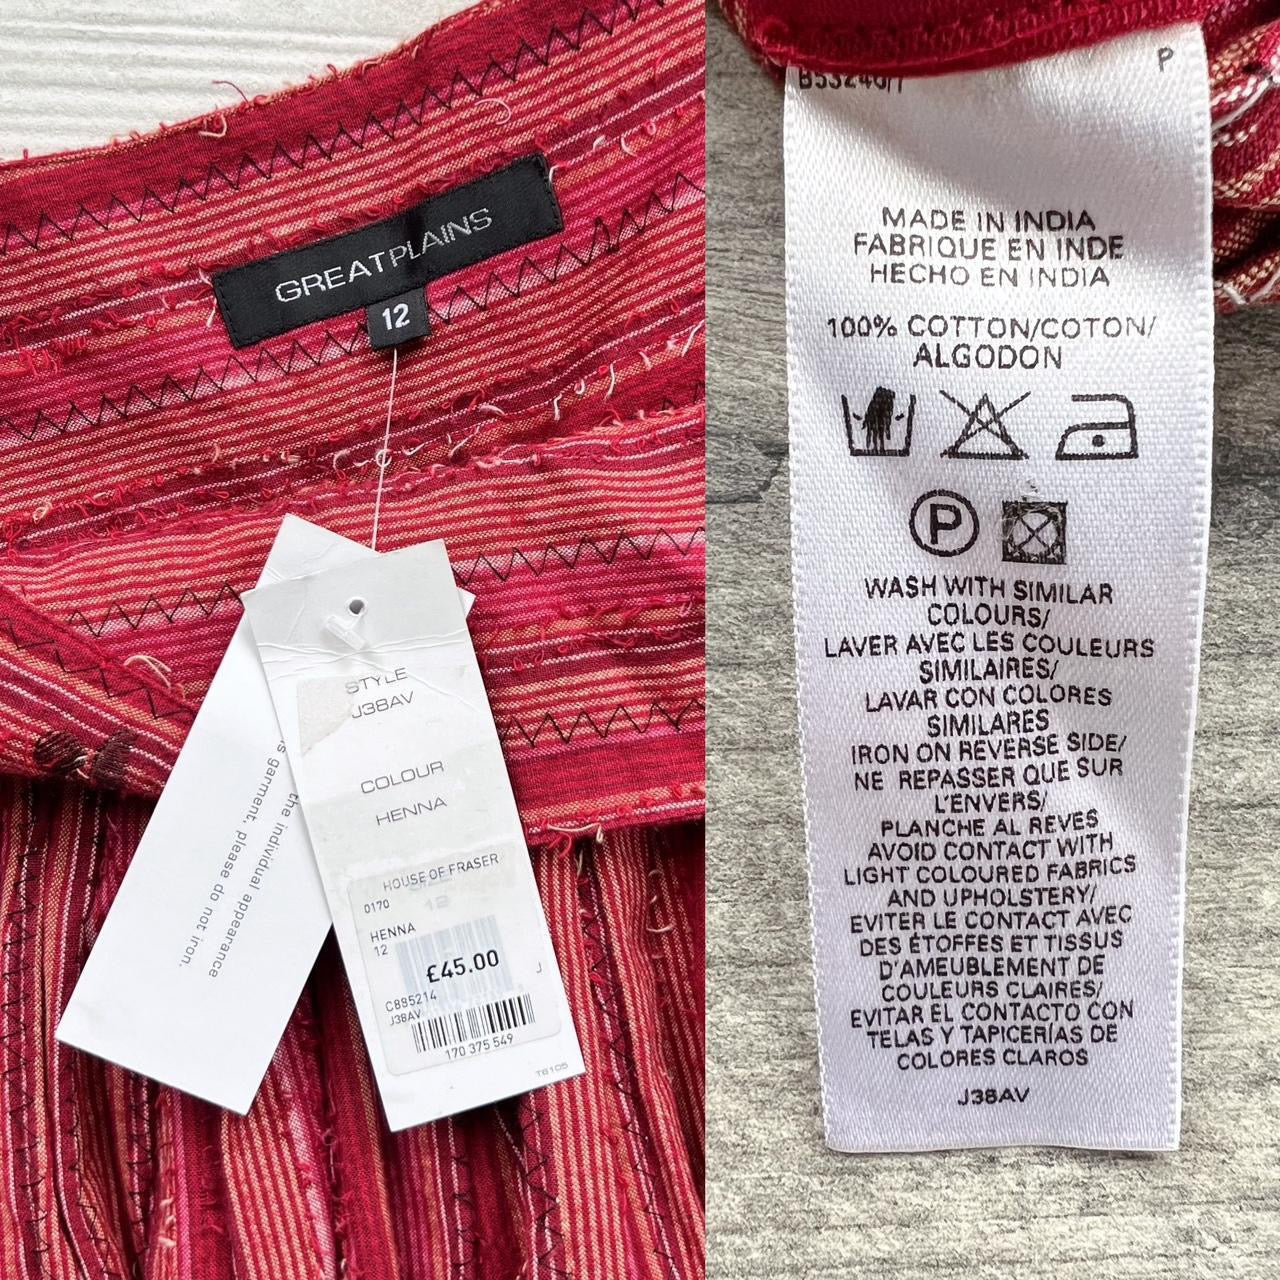 GREAT PLAINS
12
STYLE
J38AV
COLOUR
HENNA
HOUSE OF FRASER
0170
HENNA
12
£45.00
J
C885214
J38AV
170 375 549
T6105
the individual appearance
garment, please do not iron.
P
MADE IN INDIA
FABRIQUE EN INDE
HECHO EN INDIA
100% COTTON/COTON/
ALGODON
P
WASH WITH SIMILAR
COLOURS/
LAVER AVEC LES COULEURS
SIMILAIRES/
LAVAR CON COLORES
SIMILARES
IRON ON REVERSE SIDE/
NE REPASSER QUE SUR
L'ENVERS/
PLANCHE AL REVES
AVOID CONTACT WITH
LIGHT COLOURED FABRICS
AND UPHOLSTERY/
EVITER LE CONTACT AVEC
DES ÉTOFFES ET TISSUS
D'AMEUBLEMENT DE
COULEURS CLAIRES/
EVITAR EL CONTACTO CON
TELAS Y TAPICERÍAS DE
COLORES CLAROS
J38AV